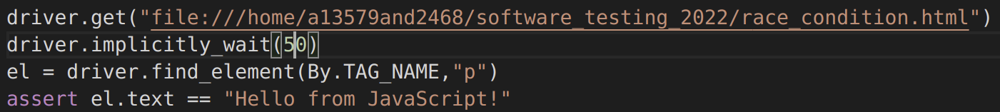 driver.get("file:///home/a13579and2468/software_testing_2022/race_condition.html")
driver.implicitly_wait(50)
el = driver.find_element(By.TAG_NAME,"p")
assert el.text == "Hello from JavaScript!"